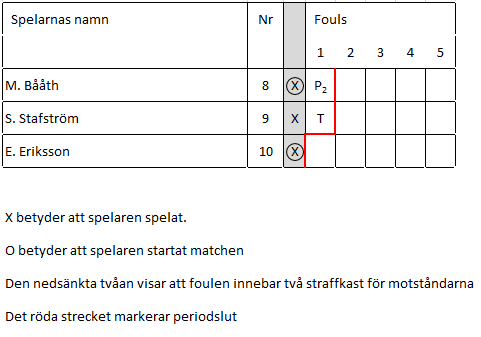 Spelarnas namn Nr Fouls
1 2 3 4 5
M. Bååth 8 X P₂
S. Stafström 9 X T
E. Eriksson 10 X
X betyder att spelaren spelat.
O betyder att spelaren startat matchen
Den nedsänkta tvåan visar att foulen innebar två straffkast för motståndarna
Det röda strecket markerar periodslut